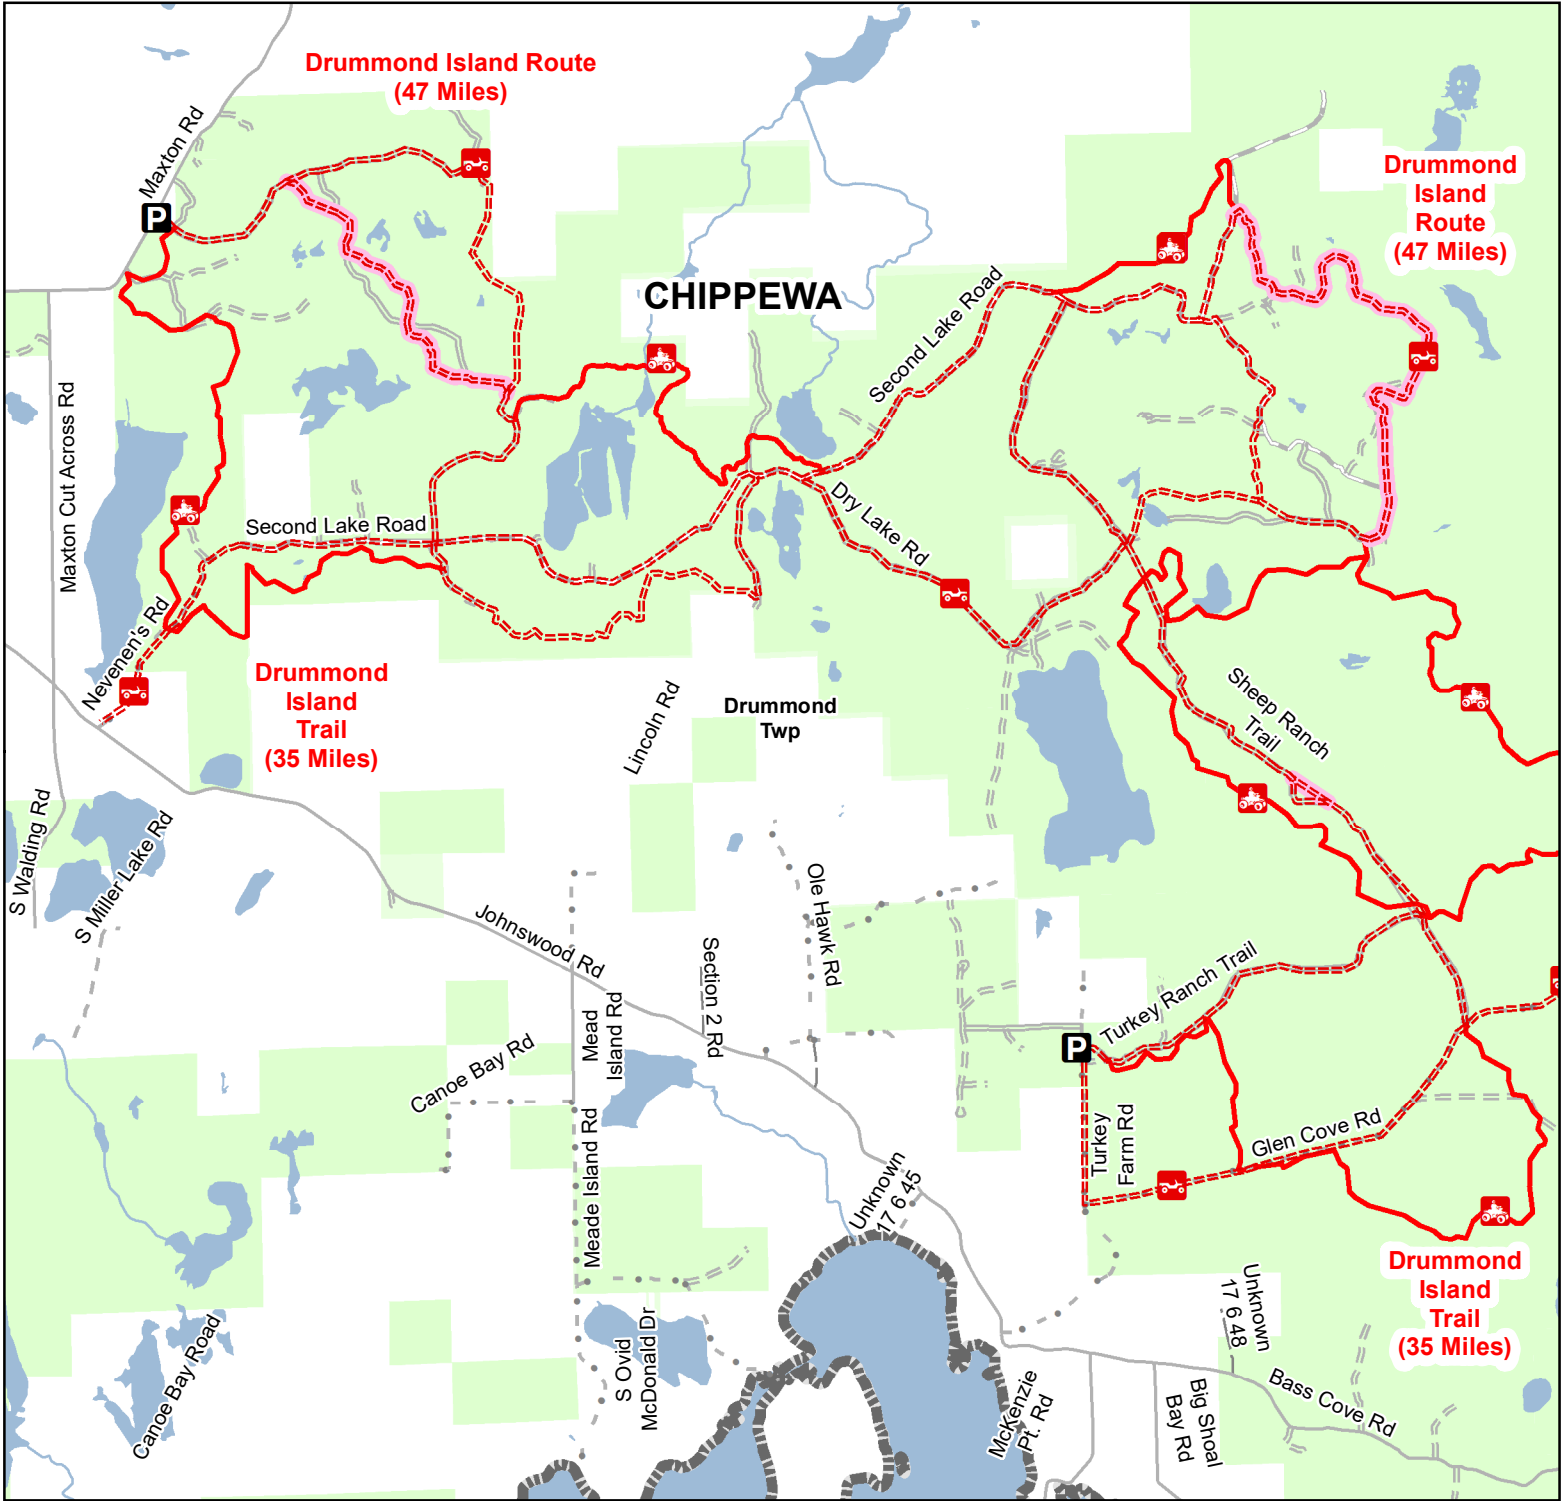 Drummond Island Route
(47 Miles)
Maxton Rd
P
Drummond
Island
Route
(47 Miles)
CHIPPEWA
Second Lake Road
Maxton Cut Across Rd
Second Lake Road
Dry Lake Rd
Nevenen's Rd
Drummond
Island
Trail
(35 Miles)
Lincoln Rd
Drummond
Twp
Sheep Ranch
Trail
S Walding Rd
S Miller Lake Rd
Johnswood Rd
Ole Hawk Rd
Section 2 Rd
Mead
Island Rd
Turkey Ranch Trail
P
Canoe Bay Rd
Meade Island Rd
Turkey
Farm Rd
Glen Cove Rd
Unknown
17 6 45
Drummond
Island
Trail
(35 Miles)
Unknown
17 6 48
S Ovid
McDonald Dr
Canoe Bay Road
McKenzie
Pt. Rd
Big Shoal
Bay Rd
Bass Cove Rd